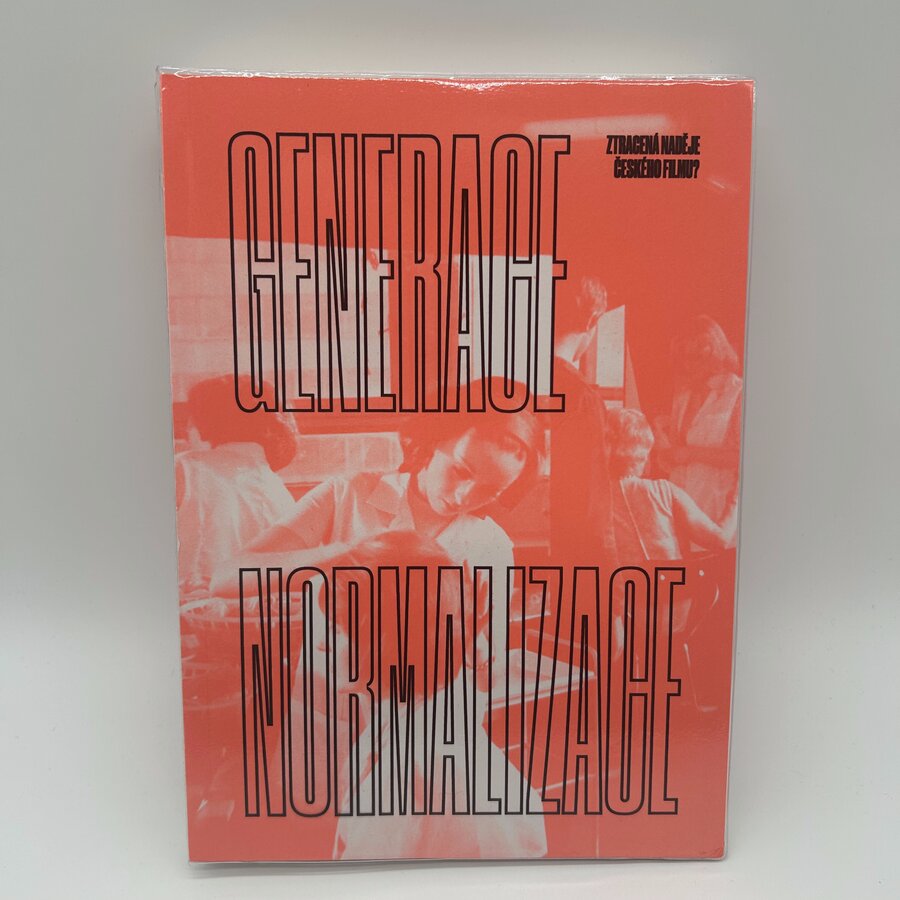 GENERACE
ZTRACENÁ NADĚJE
ČESKÉHO FILMU?
NORMALIZACE